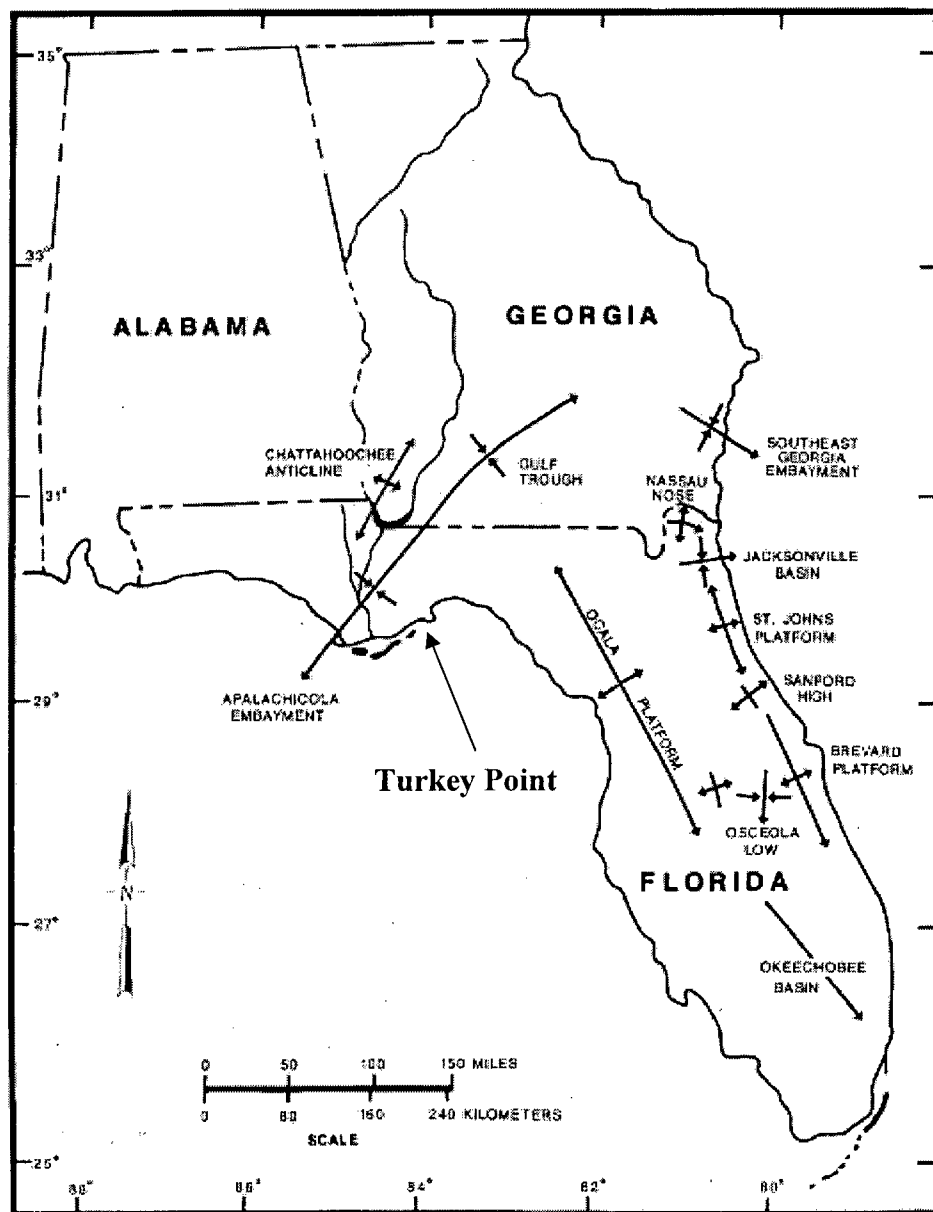 35°
33°
ALABAMA
GEORGIA
CHATTAHOOCHEE
ANTICLINE
GULF
TROUGH
SOUTHEAST
GEORGIA
EMBAYMENT
31°
NASSAU
NOSE
JACKSONVILLE
BASIN
OCALA
PLATFORM
ST. JOHNS
PLATFORM
29°
APALACHICOLA
EMBAYMENT
SANFORD
HIGH
Turkey Point
BREVARD
PLATFORM
OSCEOLA
LOW
FLORIDA
N
27°
OKEECHOBEE
BASIN
0 50 100 150 MILES
0 80 160 240 KILOMETERS
SCALE
25°
88° 86° 84° 82° 80°